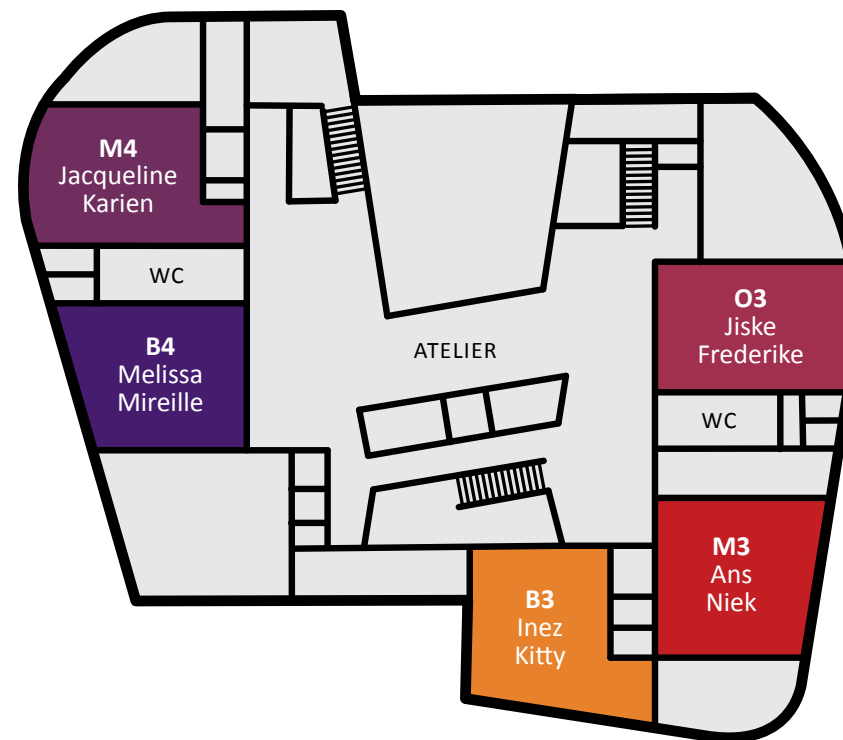 M4
Jacqueline
Karien
WC
B4
Melissa
Mireille
ATELIER
O3
Jiske
Frederike
WC
M3
Ans
Niek
B3
Inez
Kitty